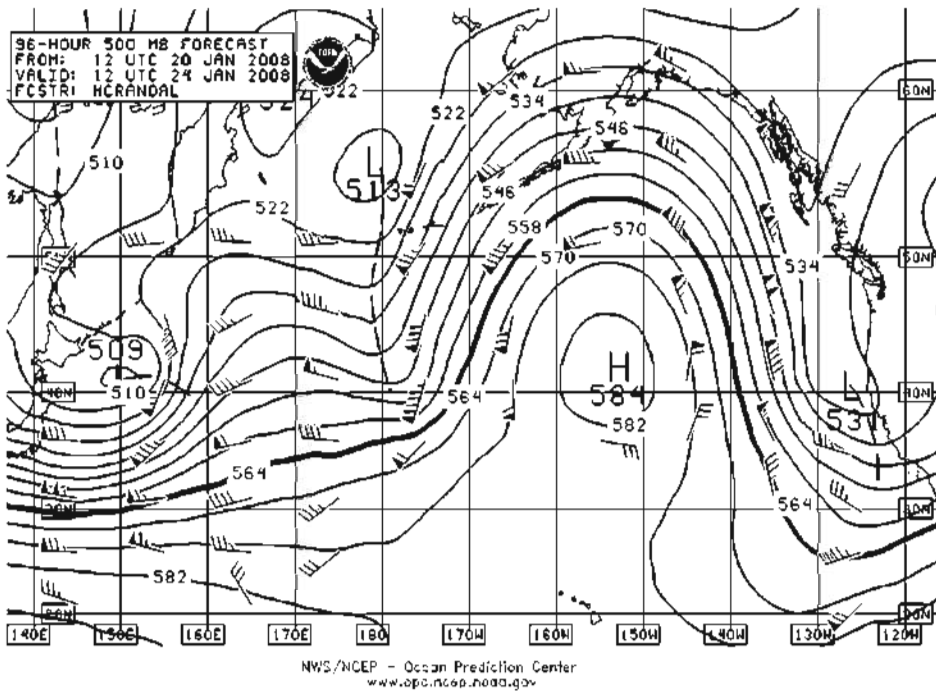 96-HOUR 500 MB FORECAST
FROM: 12 UTC 20 JAN 2008
VALID: 12 UTC 24 JAN 2008
FCSTR: MCRANDAL
522
522
534
60N
546
510
L
513
546
522
558
570
570
50N
534
509
L
510
40N
564
H
584
582
L
531
40N
564
564
30N
582
20N
140E
150E
160E
170E
180
170W
160W
150W
140W
130W
120W
NWS/NCEP - Ocean Prediction Center
www.opc.ncep.noaa.gov